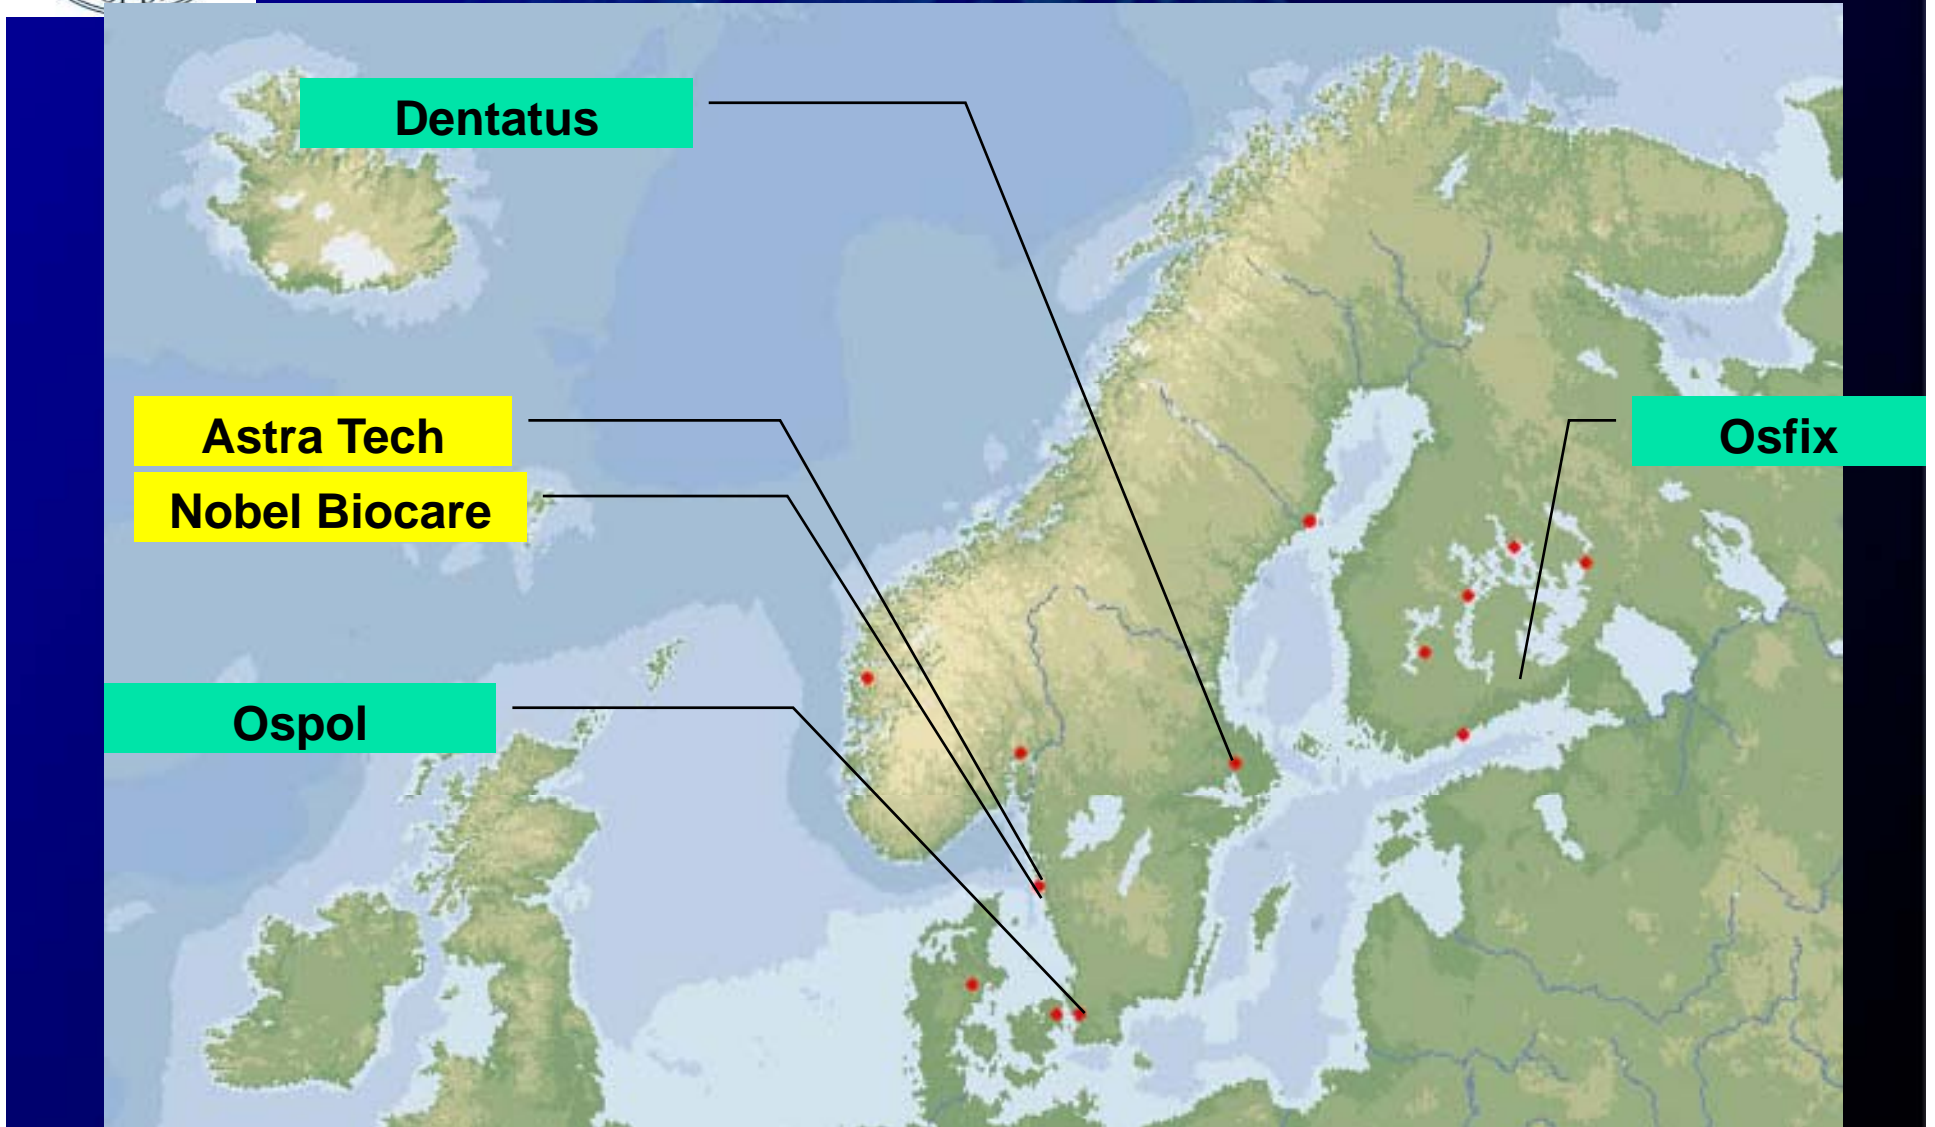 Dentatus
Astra Tech
Osfix
Nobel Biocare
Ospol